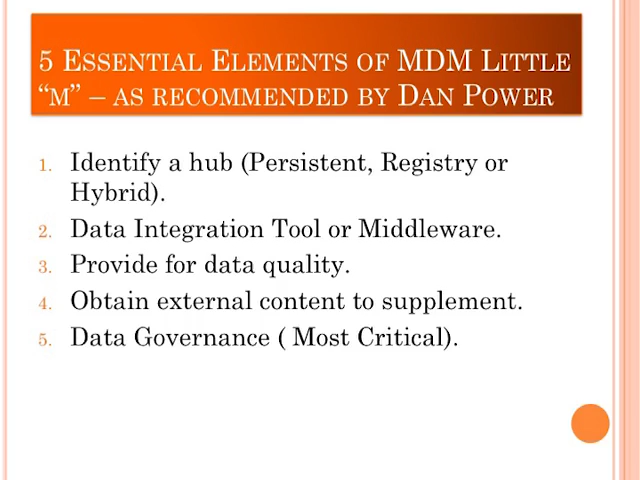 5 Essential Elements of MDM Little
“m” – as recommended by Dan Power
1. Identify a hub (Persistent, Registry or
Hybrid).
2. Data Integration Tool or Middleware.
3. Provide for data quality.
4. Obtain external content to supplement.
5. Data Governance ( Most Critical).